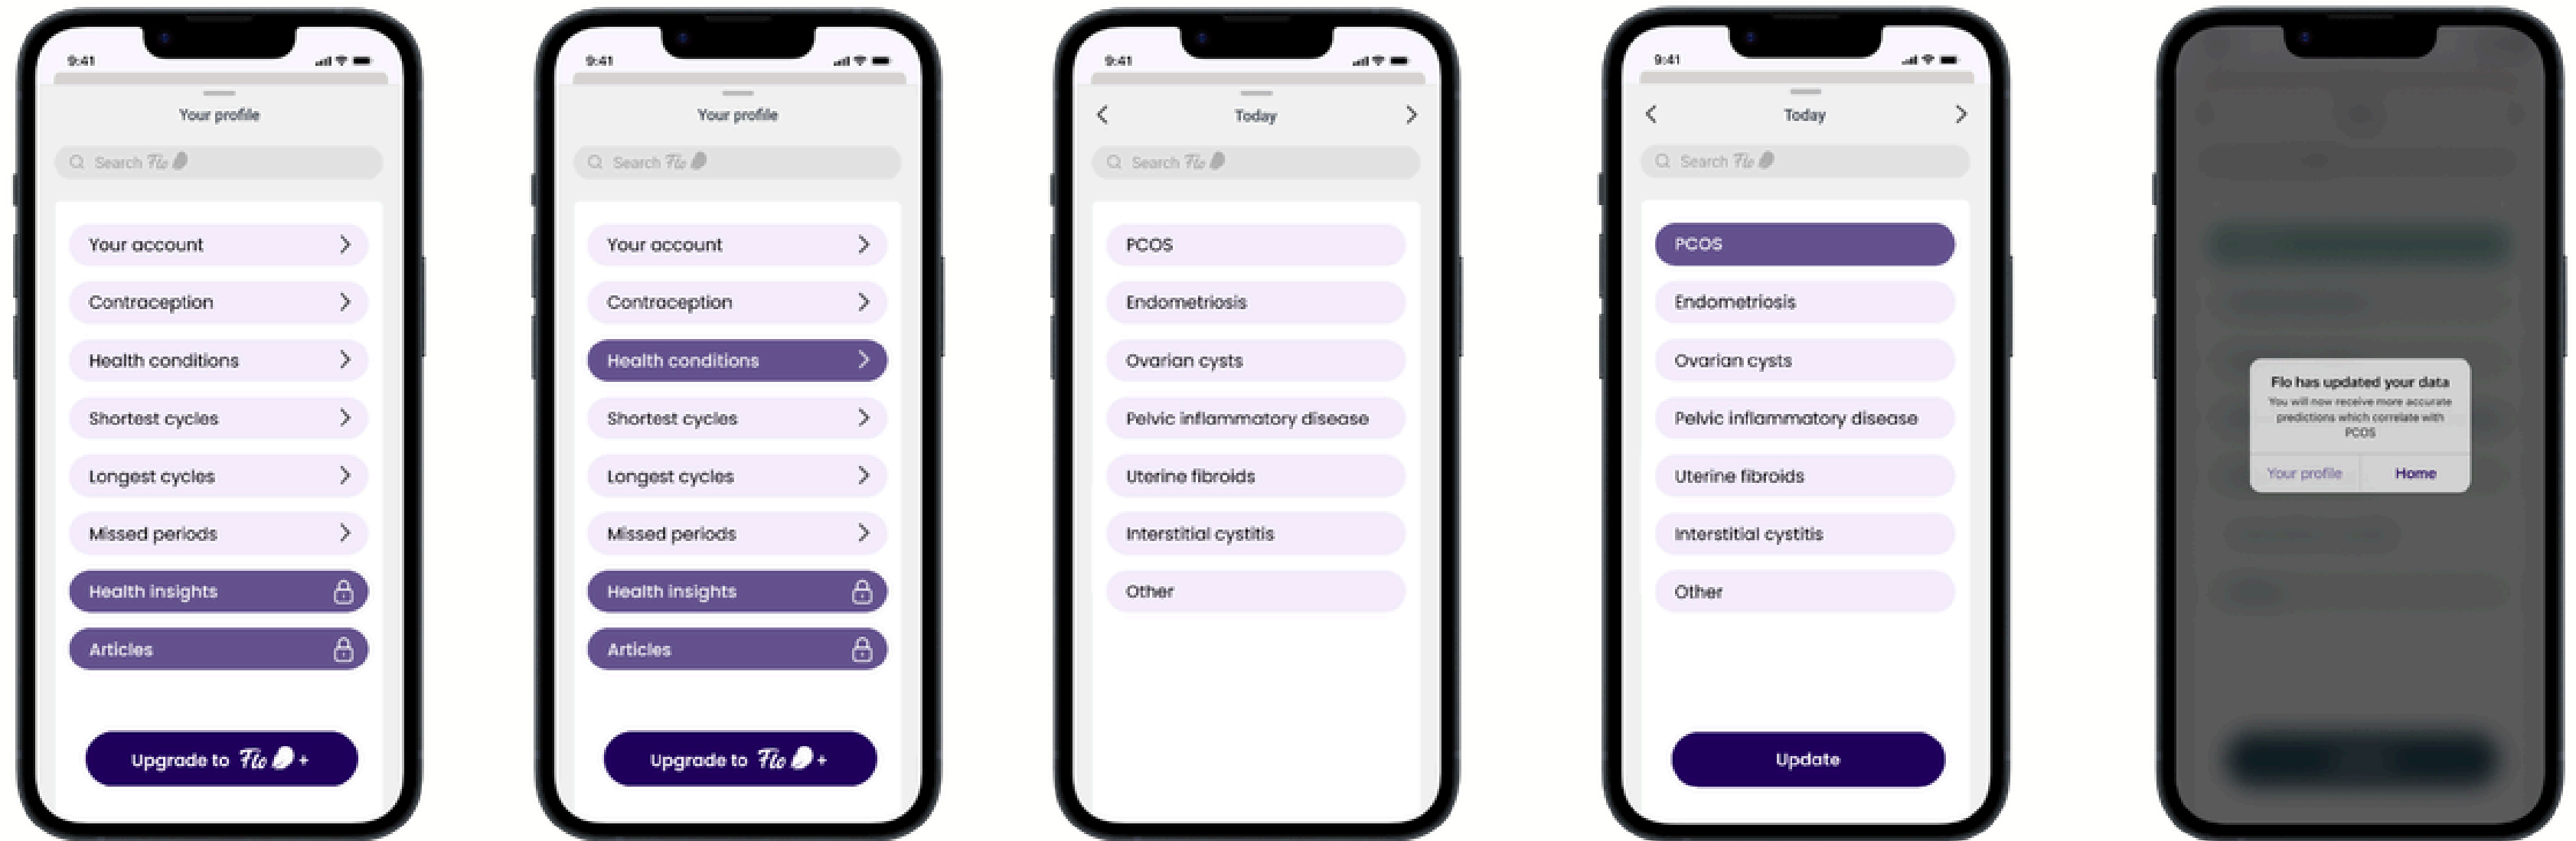 9:41
Your profile
Search Flo
Your account
Contraception
Health conditions
Shortest cycles
Longest cycles
Missed periods
Health insights
Articles
Upgrade to Flo +
9:41
Your profile
Search Flo
Your account
Contraception
Health conditions
Shortest cycles
Longest cycles
Missed periods
Health insights
Articles
Upgrade to Flo +
9:41
Today
Search Flo
PCOS
Endometriosis
Ovarian cysts
Pelvic inflammatory disease
Uterine fibroids
Interstitial cystitis
Other
9:41
Today
Search Flo
PCOS
Endometriosis
Ovarian cysts
Pelvic inflammatory disease
Uterine fibroids
Interstitial cystitis
Other
Update
Flo has updated your data
You will now receive more accurate
predictions which correlate with
PCOS
Your profile Home